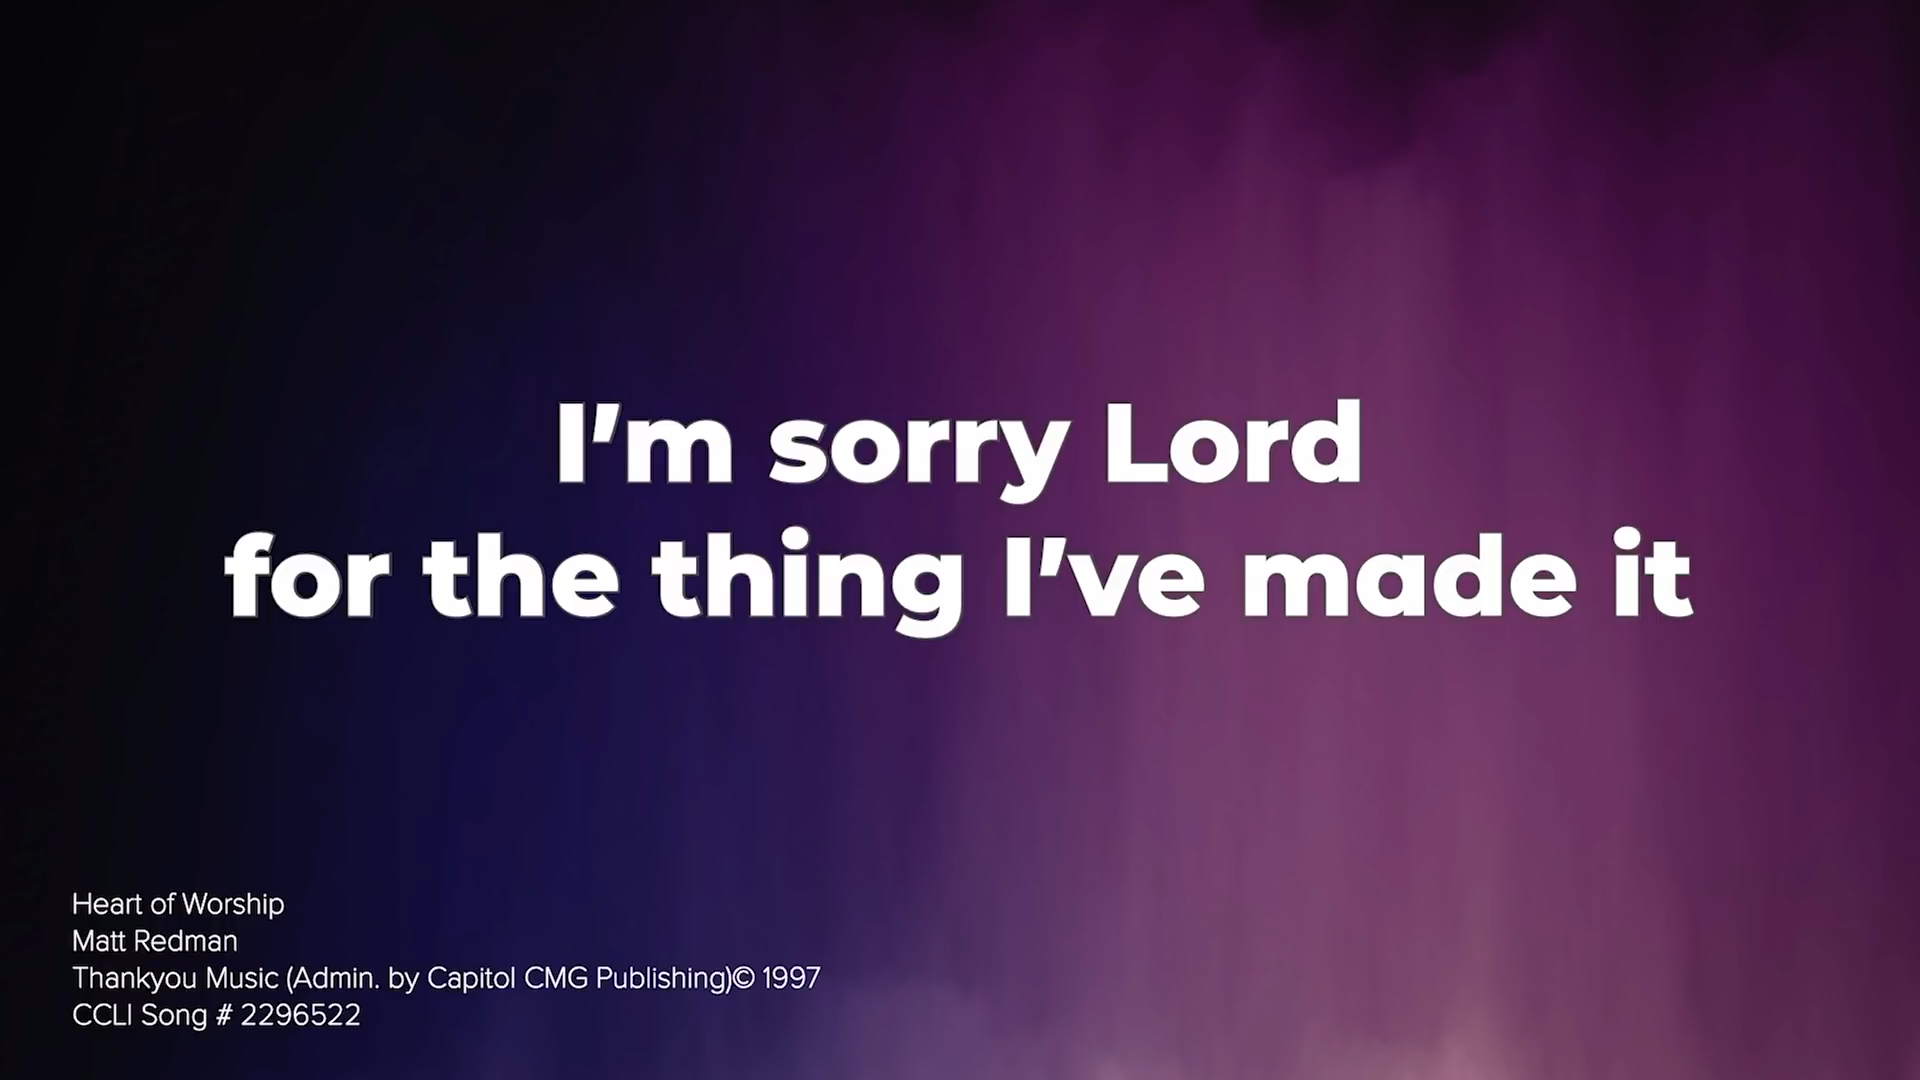 I'm sorry Lord
for the thing I've made it
Heart of Worship
Matt Redman
Thankyou Music (Admin. by Capitol CMG Publishing)© 1997
CCLI Song # 2296522